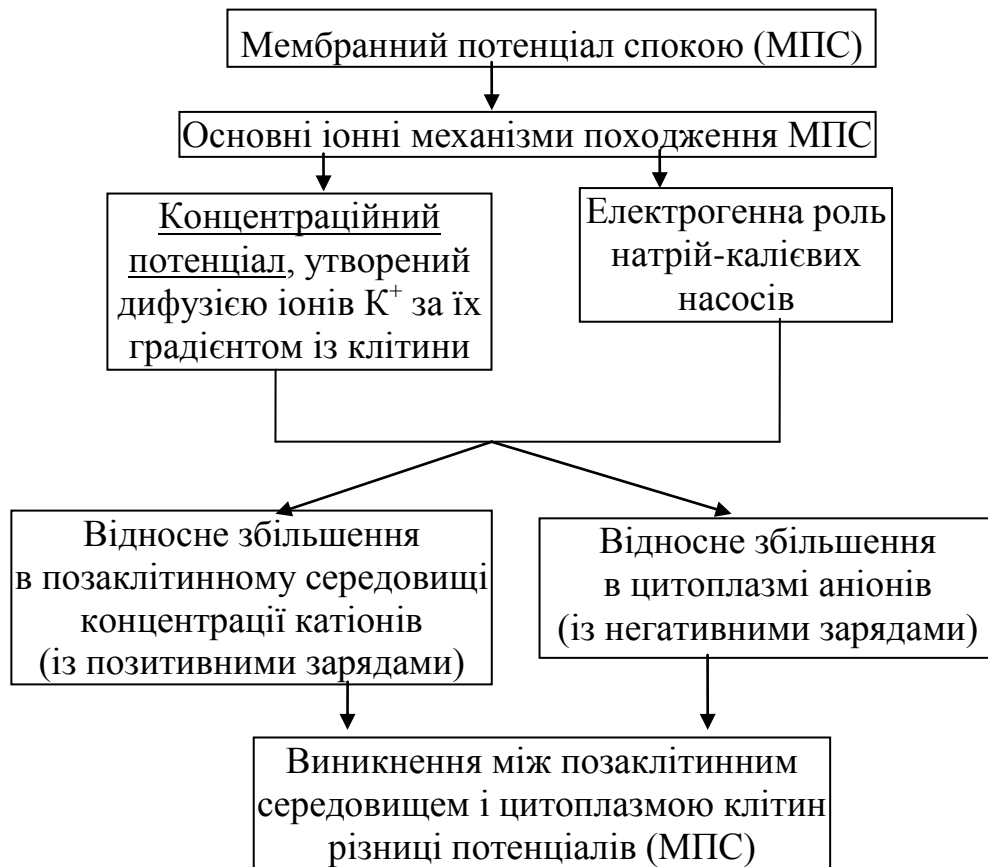 Мембранний потенціал спокою (МПС)
Основні іонні механізми походження МПС
Концентраційний
потенціал, утворений
дифузією іонів К⁺ за їх
градієнтом із клітини
Електрогенна роль
натрій-калієвих
насосів
Відносне збільшення
в позаклітинному середовищі
концентрації катіонів
(із позитивними зарядами)
Відносне збільшення
в цитоплазмі аніонів
(із негативними зарядами)
Виникнення між позаклітинним
середовищем і цитоплазмою клітин
різниці потенціалів (МПС)